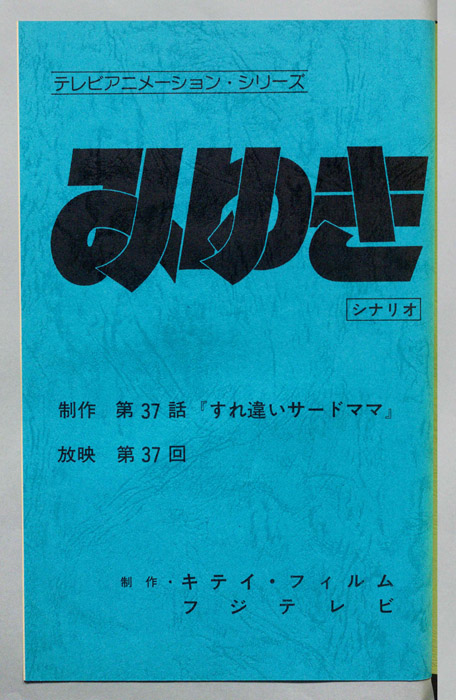 テレビアニメーション・シリーズ
みゆき
シナリオ
制作 第37話『すれ違いサードママ』
放映 第37回
制作・キティ・フィルム
フジテレビ